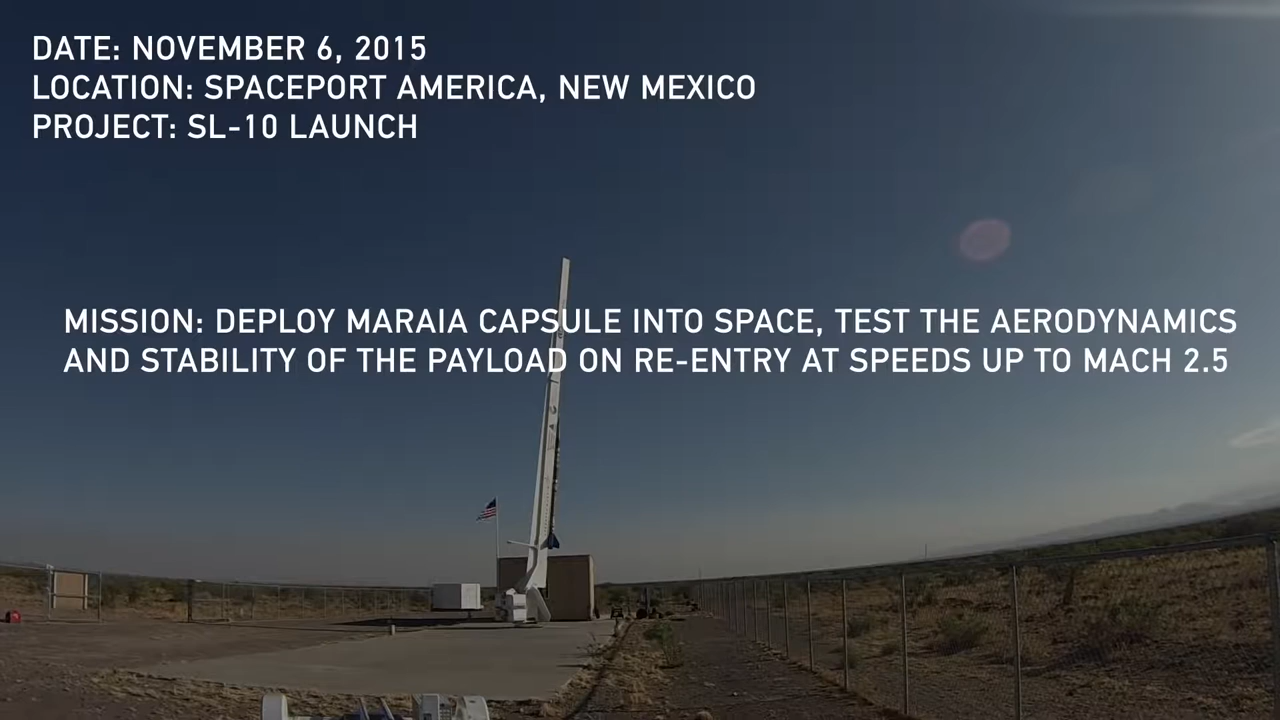 DATE: NOVEMBER 6, 2015
LOCATION: SPACEPORT AMERICA, NEW MEXICO
PROJECT: SL-10 LAUNCH
MISSION: DEPLOY MARAIA CAPSULE INTO SPACE, TEST THE AERODYNAMICS
AND STABILITY OF THE PAYLOAD ON RE-ENTRY AT SPEEDS UP TO MACH 2.5